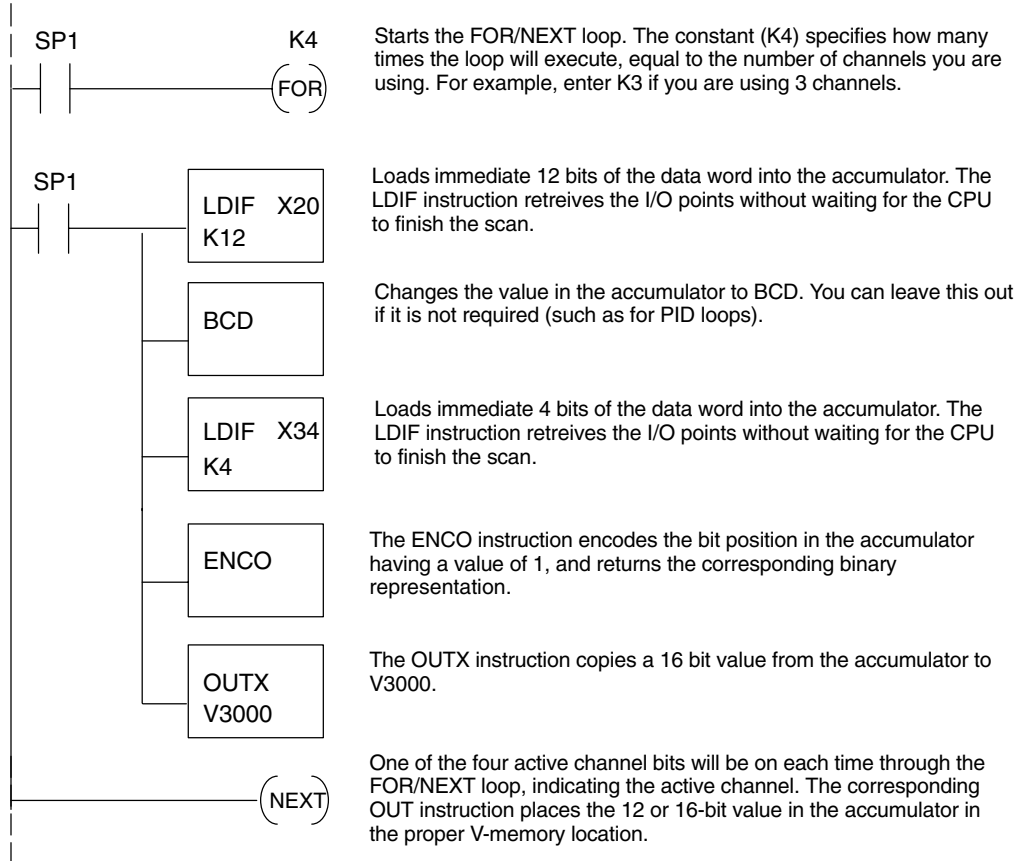 SP1 K4
FOR
Starts the FOR/NEXT loop. The constant (K4) specifies how many
times the loop will execute, equal to the number of channels you are
using. For example, enter K3 if you are using 3 channels.
SP1
LDIF X20
K12
Loads immediate 12 bits of the data word into the accumulator. The
LDIF instruction retreives the I/O points without waiting for the CPU
to finish the scan.
BCD
Changes the value in the accumulator to BCD. You can leave this out
if it is not required (such as for PID loops).
LDIF X34
K4
Loads immediate 4 bits of the data word into the accumulator. The
LDIF instruction retreives the I/O points without waiting for the CPU
to finish the scan.
ENCO
The ENCO instruction encodes the bit position in the accumulator
having a value of 1, and returns the corresponding binary
representation.
OUTX
V3000
The OUTX instruction copies a 16 bit value from the accumulator to
V3000.
NEXT
One of the four active channel bits will be on each time through the
FOR/NEXT loop, indicating the active channel. The corresponding
OUT instruction places the 12 or 16-bit value in the accumulator in
the proper V-memory location.